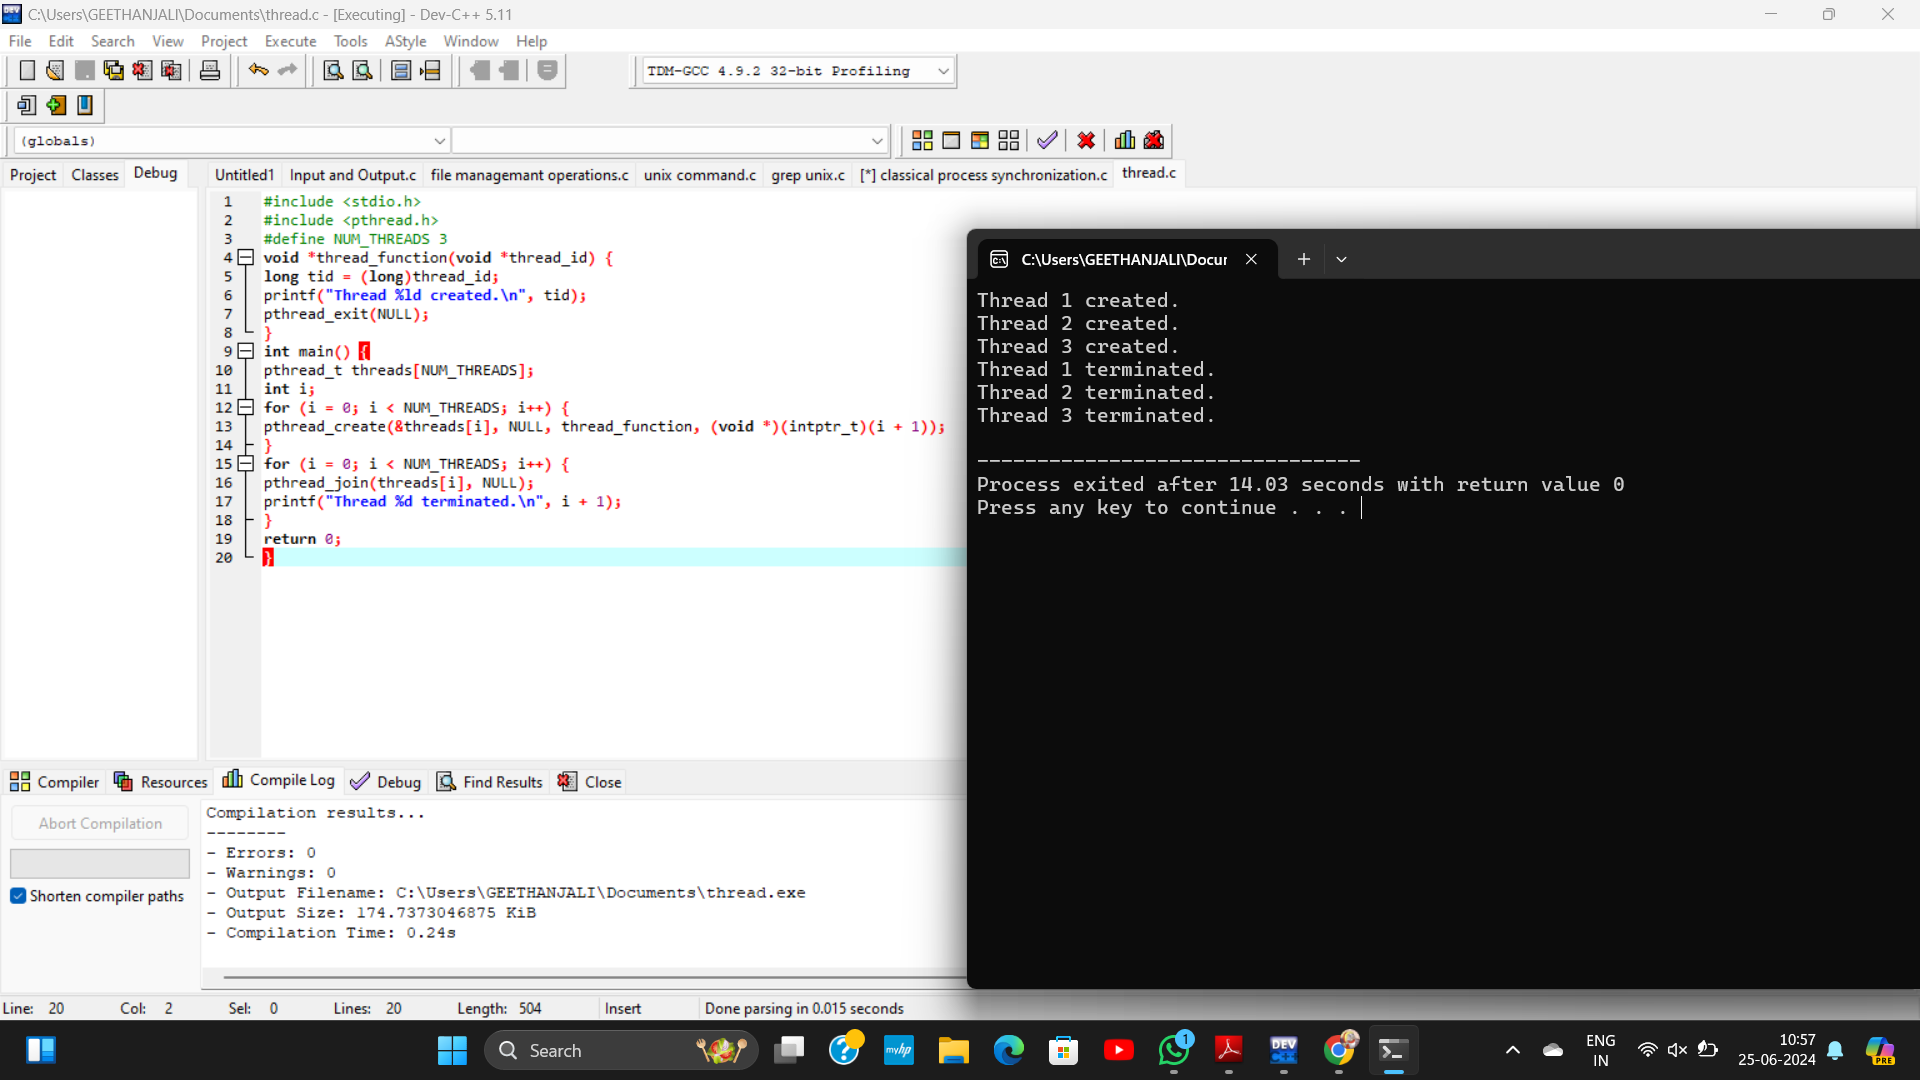 C:\Users\GEETHANJALI\Documents\thread.c - [Executing] - Dev-C++ 5.11
File Edit Search View Project Execute Tools AStyle Window Help
TDM-GCC 4.9.2 32-bit Profiling
(globals)
Project Classes Debug
Untitled1 Input and Output.c file managemant operations.c unix command.c grep unix.c [*] classical process synchronization.c thread.c
1 #include <stdio.h>
2 #include <pthread.h>
3 #define NUM_THREADS 3
4 void *thread_function(void *thread_id) {
5 long tid = (long)thread_id;
6 printf("Thread %ld created.\n", tid);
7 pthread_exit(NULL);
8 }
9 int main() {
10 pthread_t threads[NUM_THREADS];
11 int i;
12 for (i = 0; i < NUM_THREADS; i++) {
13 pthread_create(&threads[i], NULL, thread_function, (void *)(intptr_t)(i + 1));
14 }
15 for (i = 0; i < NUM_THREADS; i++) {
16 pthread_join(threads[i], NULL);
17 printf("Thread %d terminated.\n", i + 1);
18 }
19 return 0;
20 }
C:\Users\GEETHANJALI\Docur
Thread 1 created.
Thread 2 created.
Thread 3 created.
Thread 1 terminated.
Thread 2 terminated.
Thread 3 terminated.
--------------------------------
Process exited after 14.03 seconds with return value 0
Press any key to continue . . .
Compiler Resources Compile Log Debug Find Results Close
Abort Compilation
Shorten compiler paths
Compilation results...
--------
- Errors: 0
- Warnings: 0
- Output Filename: C:\Users\GEETHANJALI\Documents\thread.exe
- Output Size: 174.7373046875 KiB
- Compilation Time: 0.24s
Line: 20 Col: 2 Sel: 0 Lines: 20 Length: 504 Insert Done parsing in 0.015 seconds
Search
myhp
1
DEV
ENG
IN
10:57
25-06-2024
PRE